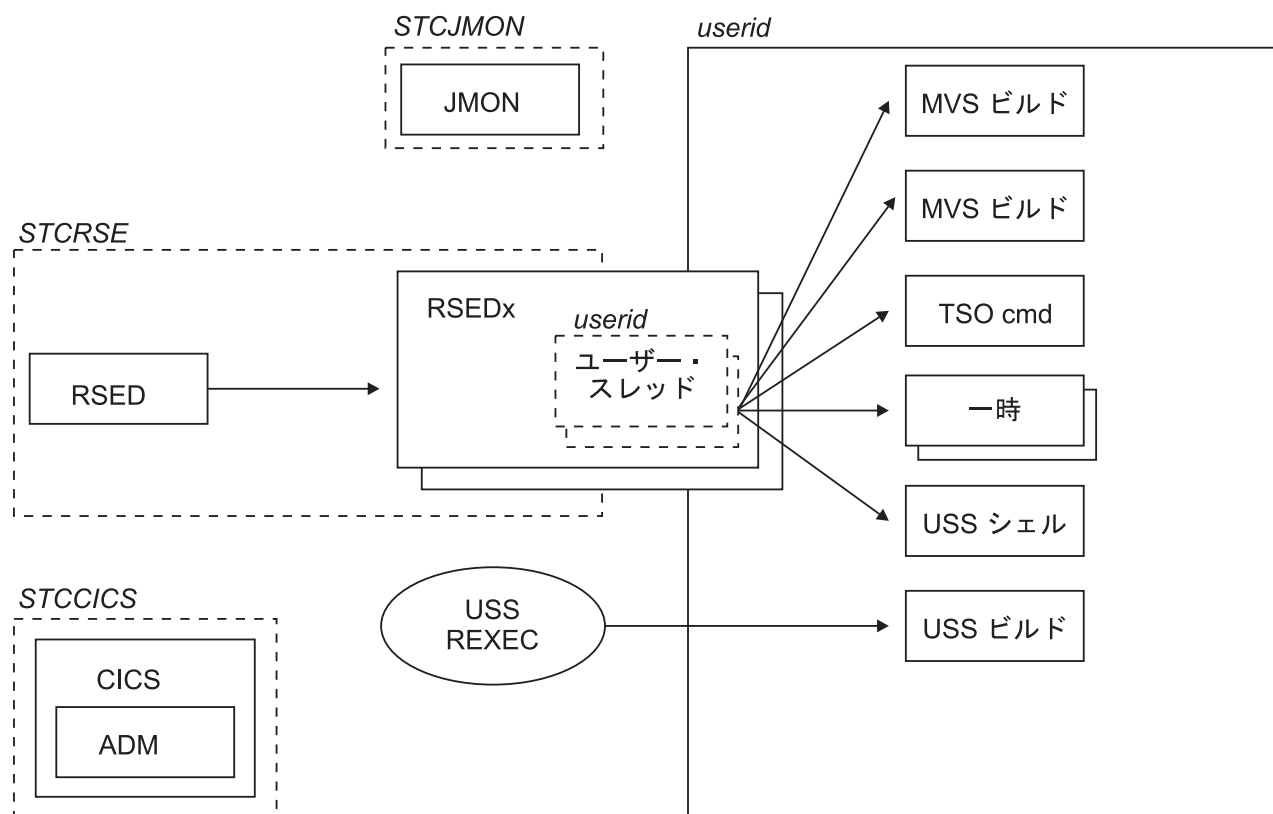 STCJMON
userid
JMON
MVS ビルド
MVS ビルド
STCRSE
RSEDx
userid
ユーザー・
スレッド
TSO cmd
RSED
一時
USS シェル
STCCICS
USS
REXEC
USS ビルド
CICS
ADM